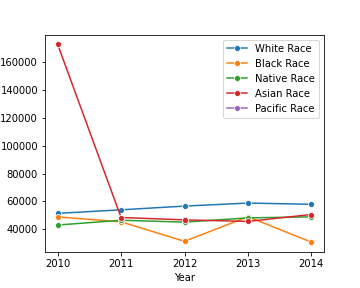 White Race
Black Race
Native Race
Asian Race
Pacific Race
160000
140000
120000
100000
80000
60000
40000
2010 2011 2012 2013 2014
Year